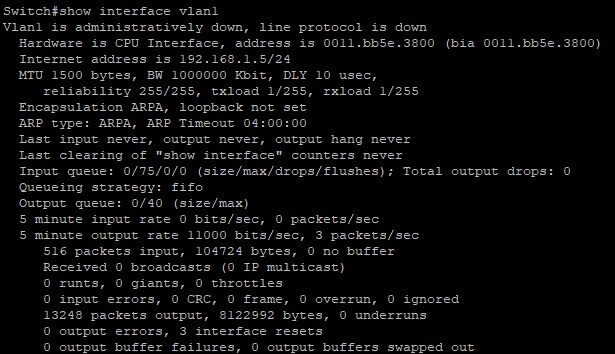 Switch#show interface vlan1
Vlan1 is administratively down, line protocol is down
  Hardware is CPU Interface, address is 0011.bb5e.3800 (bia 0011.bb5e.3800)
  Internet address is 192.168.1.5/24
  MTU 1500 bytes, BW 1000000 Kbit, DLY 10 usec,
     reliability 255/255, txload 1/255, rxload 1/255
  Encapsulation ARPA, loopback not set
  ARP type: ARPA, ARP Timeout 04:00:00
  Last input never, output never, output hang never
  Last clearing of "show interface" counters never
  Input queue: 0/75/0/0 (size/max/drops/flushes); Total output drops: 0
  Queueing strategy: fifo
  Output queue: 0/40 (size/max)
  5 minute input rate 0 bits/sec, 0 packets/sec
  5 minute output rate 11000 bits/sec, 3 packets/sec
     516 packets input, 104724 bytes, 0 no buffer
     Received 0 broadcasts (0 IP multicast)
     0 runts, 0 giants, 0 throttles
     0 input errors, 0 CRC, 0 frame, 0 overrun, 0 ignored
     13248 packets output, 8122992 bytes, 0 underruns
     0 output errors, 3 interface resets
     0 output buffer failures, 0 output buffers swapped out